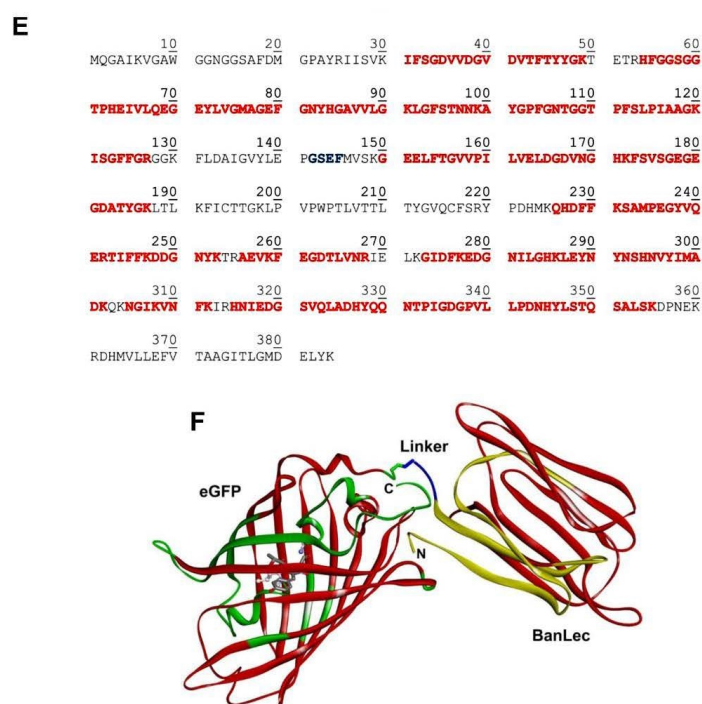 E
10 20 30 40 50 60
MQGAIKVGAW GGNGGSAFDM GPAYRIISVK IFSGDVVDGV DVTFTYYGKT ETRHFGGSGG
70 80 90 100 110 120
TPHEIVLQEG EYLVGMAGEF GNYHGAVVLG KLGFSTNNKA YGPFGNTGGT PFSLPIAAGK
130 140 150 160 170 180
ISGFFGRGGK FLDAIGVYLE PGSEFMVSKG EELFTGVVPI LVELDGDVNG HKFSVSGEGE
190 200 210 220 230 240
GDATYGKLTL KFICTTGKLP VPWPTLVTTL TYGVQCFSRY PDHMKQHDFF KSAMPEGYVQ
250 260 270 280 290 300
ERTIFFKDDG NYKTRAEVKF EGDTLVNRIE LKGIDFKEDG NILGHKLEYN YNSHNVYIMA
310 320 330 340 350 360
DKQKNGIKVN FKIRHNIEDG SVQLADHYQQ NTPIGDGPVL LPDNHYLSTQ SALSKDPNEK
370 380
RDHMVLLEFV TAAGITLGMD ELYK
F
Linker
eGFP
C
N
BanLec